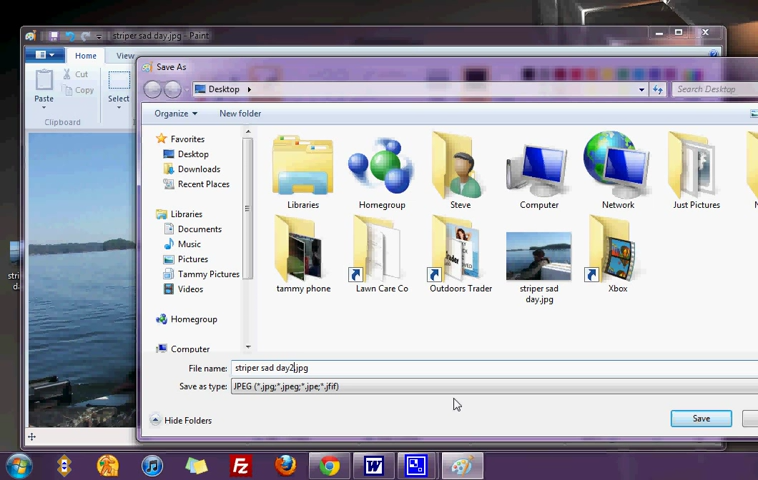 striper sad day.jpg - Paint
Home
View
Cut
Copy
Paste
Select
Clipboard
Save As
Desktop
Search Desktop
Organize
New folder
Favorites
Desktop
Downloads
Recent Places
Libraries
Documents
Music
Pictures
Tammy Pictures
Videos
Homegroup
Computer
Libraries
Homegroup
Steve
Computer
Network
Just Pictures
tammy phone
Lawn Care Co
Outdoors Trader
striper sad
day.jpg
Xbox
File name: striper sad day2.jpg
Save as type: JPEG (*.jpg;*.jpeg;*.jpe;*.jfif)
Hide Folders
Save